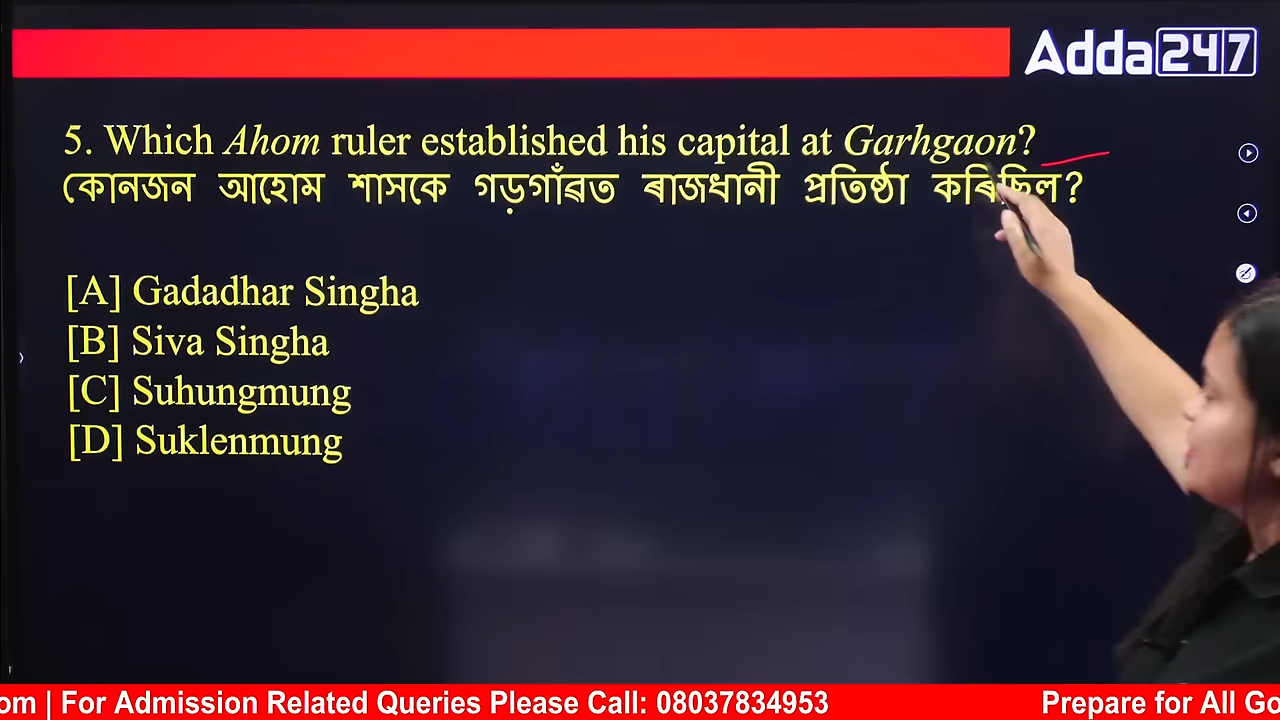 Adda247
5. Which Ahom ruler established his capital at Garhgaon?
কোনজন আহোম শাসকে গড়গাঁৱত ৰাজধানী প্ৰতিষ্ঠা কৰিছিল?
[A] Gadadhar Singha
[B] Siva Singha
[C] Suhungmung
[D] Suklenmung
om | For Admission Related Queries Please Call: 08037834953
Prepare for All Go